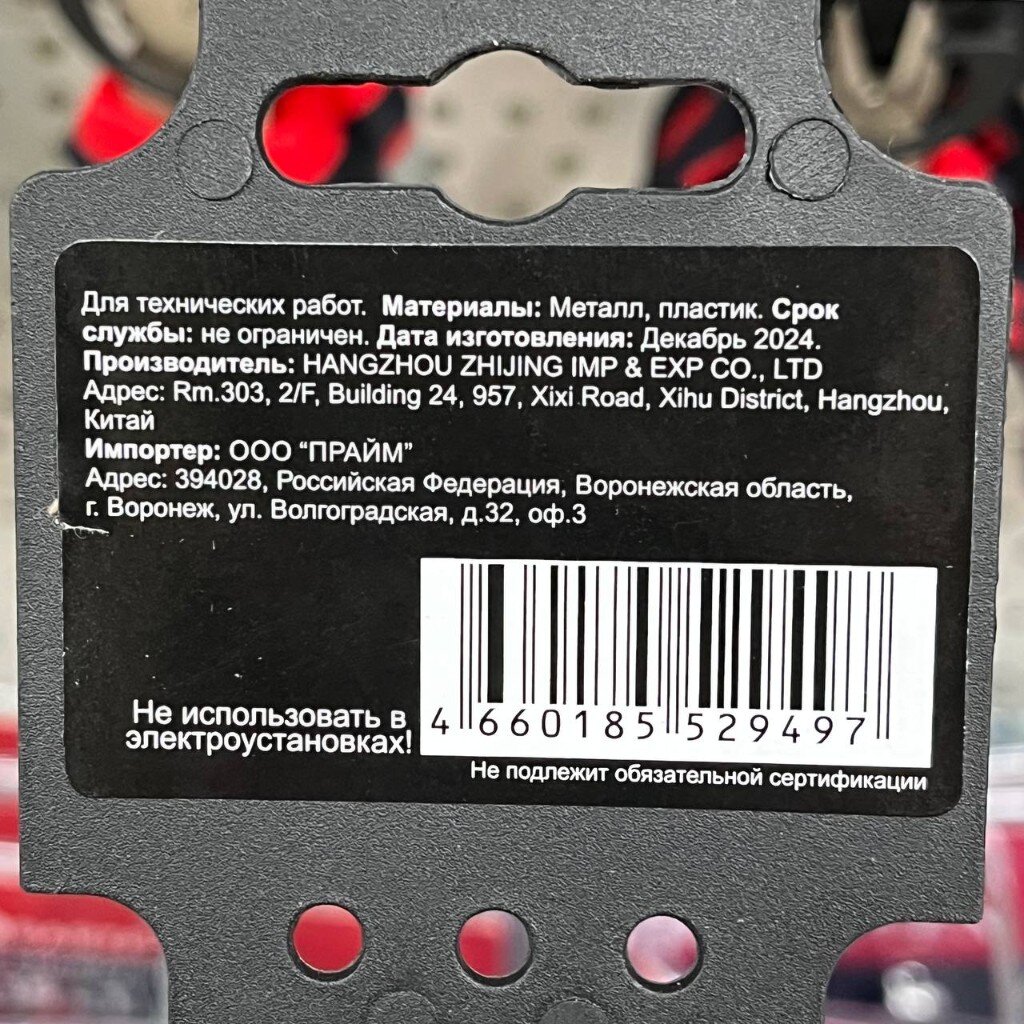 Для технических работ. Материалы: Металл, пластик. Срок
службы: не ограничен. Дата изготовления: Декабрь 2024.
Производитель: HANGZHOU ZHIJING IMP & EXP CO., LTD
Адрес: Rm.303, 2/F, Building 24, 957, Xixi Road, Xihu District, Hangzhou,
Китай
Импортер: ООО “ПРАЙМ”
Адрес: 394028, Российская Федерация, Воронежская область,
г. Воронеж, ул. Волгоградская, д.32, оф.3
Не использовать в
электроустановках!
4 660185 529497
Не подлежит обязательной сертификации